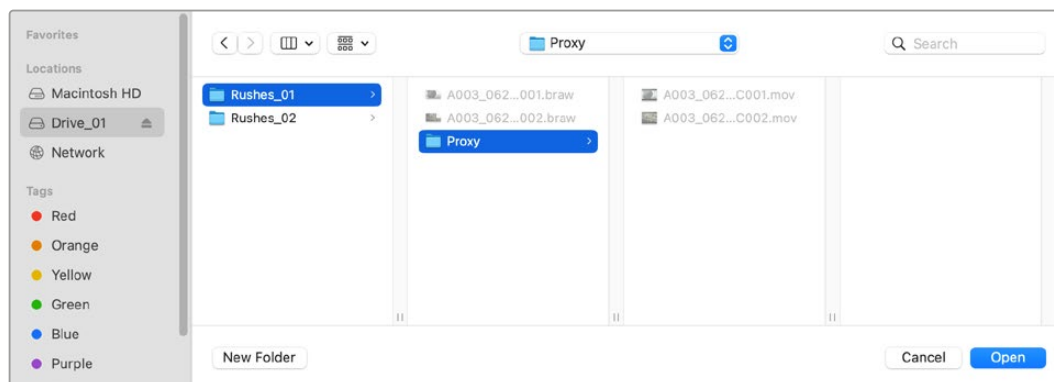 Favorites
Locations
Macintosh HD
Drive_01
Network
Tags
Red
Orange
Yellow
Green
Blue
Purple
Proxy
Search
Rushes_01
Rushes_02
A003_062...001.braw
A003_062...002.braw
Proxy
A003_062...C001.mov
A003_062...C002.mov
New Folder
Cancel
Open